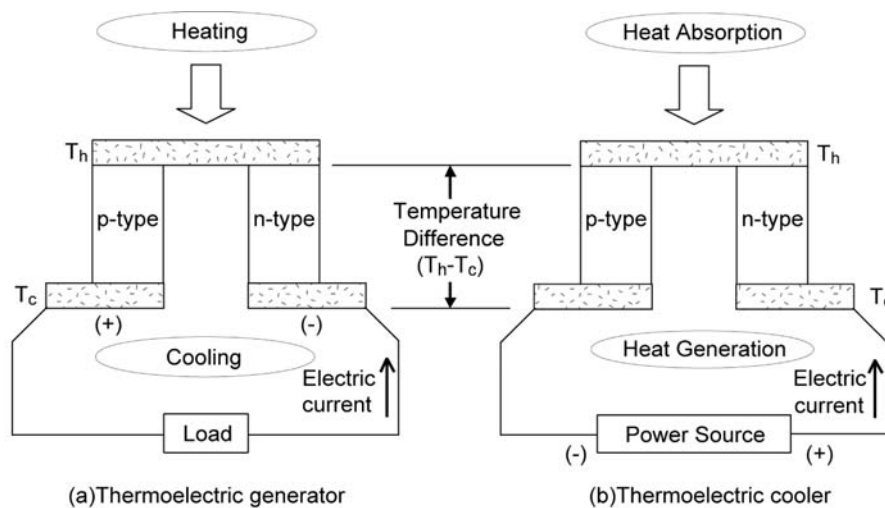 Heating
Heat Absorption
Th
Th
p-type
n-type
Temperature
Difference
(Th-Tc)
p-type
n-type
Tc
(+)
(-)
Cooling
Heat Generation
Electric
current
Electric
current
Load
Power Source
(-)
(+)
(a)Thermoelectric generator
(b)Thermoelectric cooler